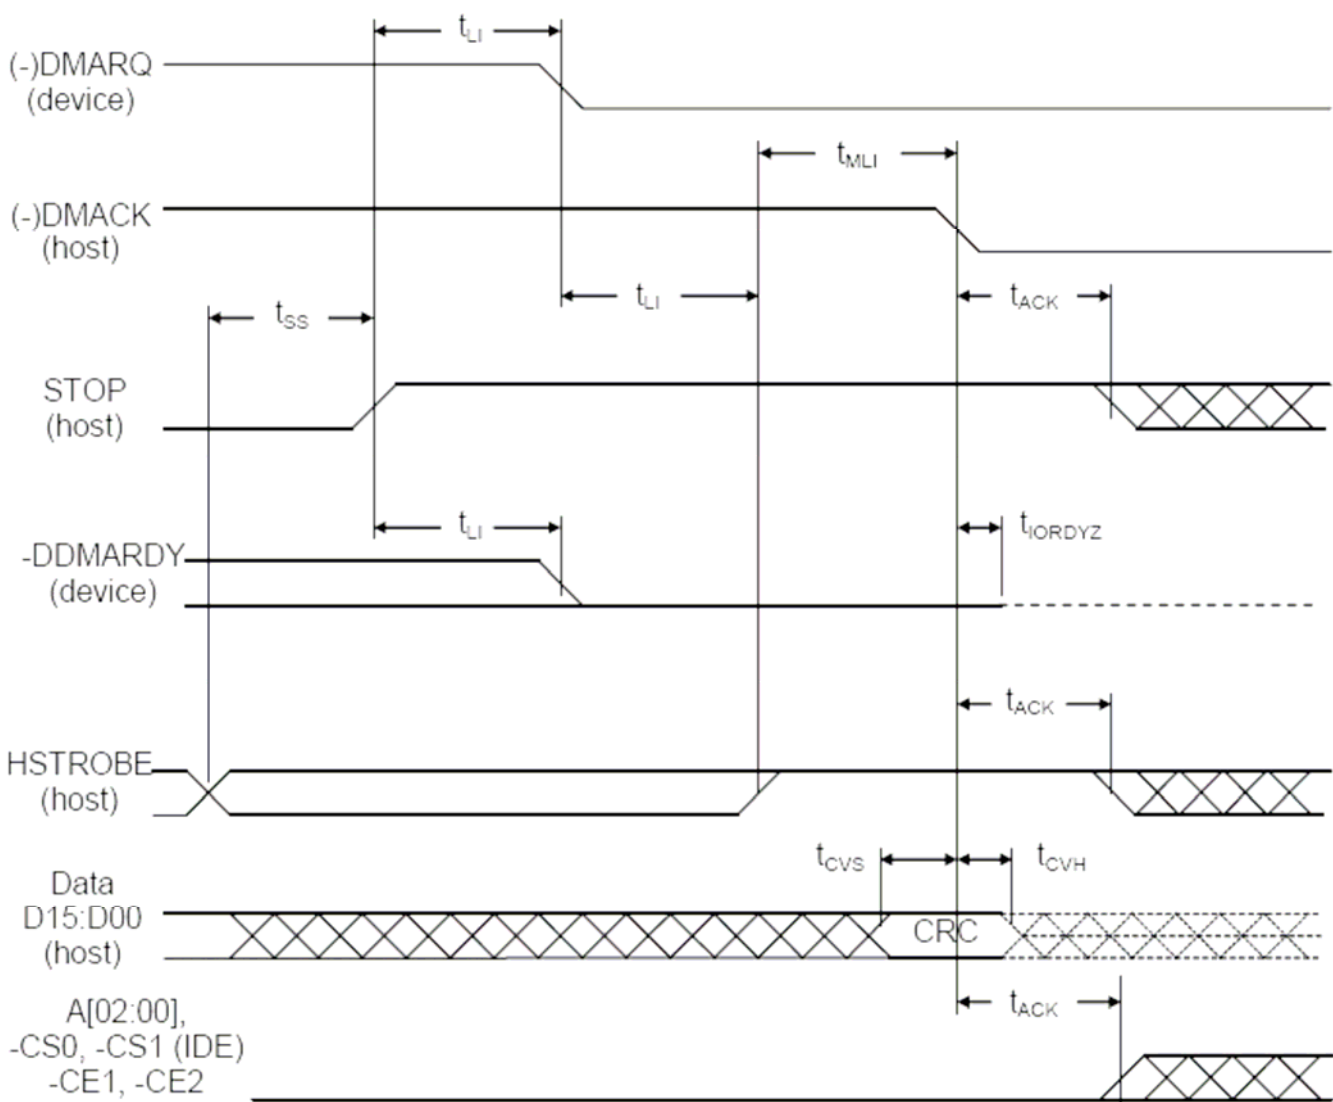 tLI
(-)DMARQ
(device)
tMLI
(-)DMACK
(host)
tLI
tACK
tSS
STOP
(host)
tLI
tIORDYZ
-DDMARDY
(device)
tACK
HSTROBE
(host)
tCVS
tCVH
Data
D15:D00
(host)
CRC
tACK
A[02:00],
-CS0, -CS1 (IDE)
-CE1, -CE2